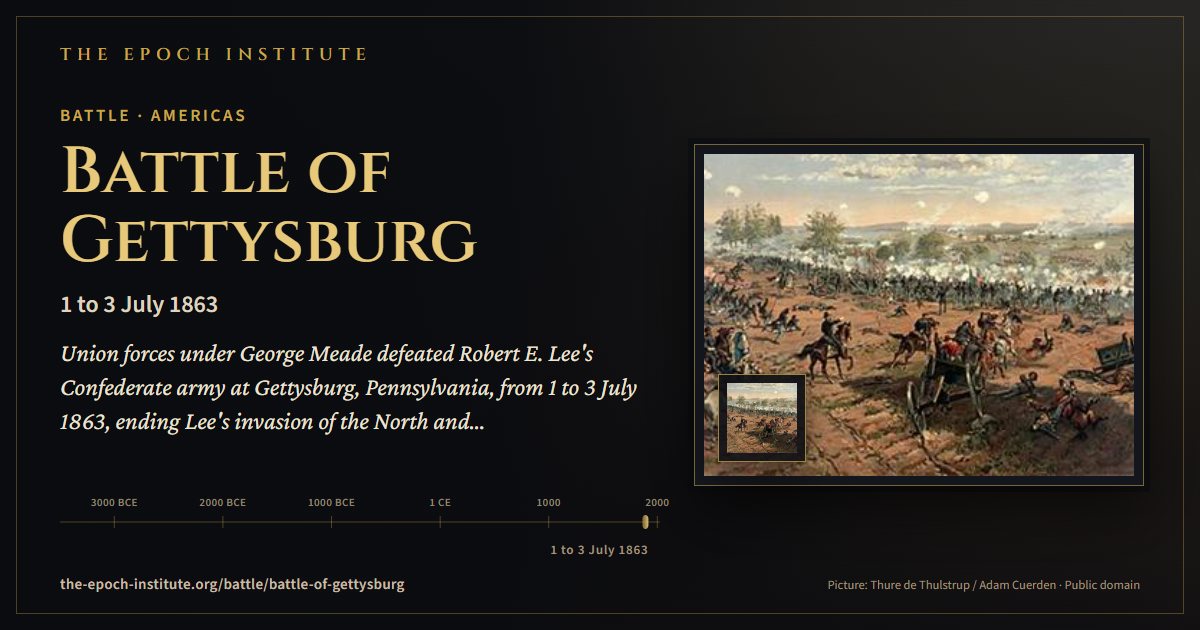 THE EPOCH INSTITUTE
BATTLE · AMERICAS
BATTLE OF
GETTYSBURG
1 to 3 July 1863
Union forces under George Meade defeated Robert E. Lee's
Confederate army at Gettysburg, Pennsylvania, from 1 to 3 July
1863, ending Lee's invasion of the North and...
3000 BCE 2000 BCE 1000 BCE 1 CE 1000 2000
1 to 3 July 1863
the-epoch-institute.org/battle/battle-of-gettysburg
Picture: Thure de Thulstrup / Adam Cuerden · Public domain